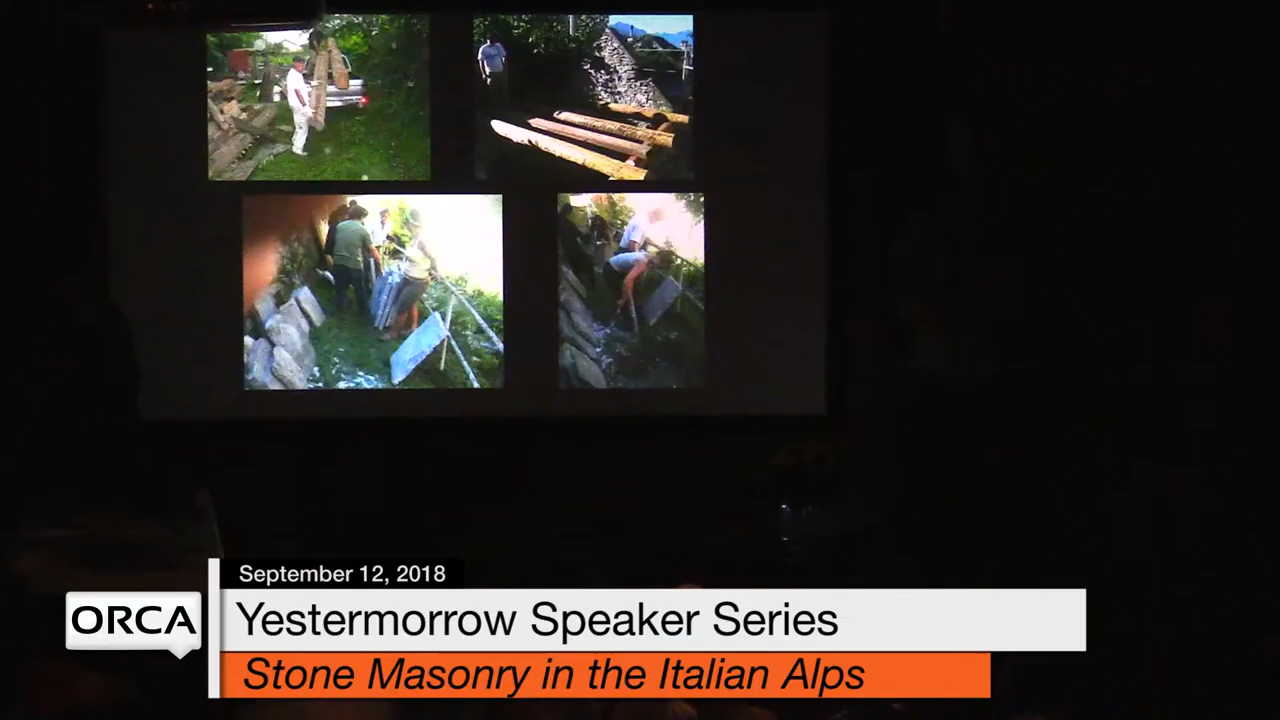 September 12, 2018
ORCA
Yestermorrow Speaker Series
Stone Masonry in the Italian Alps